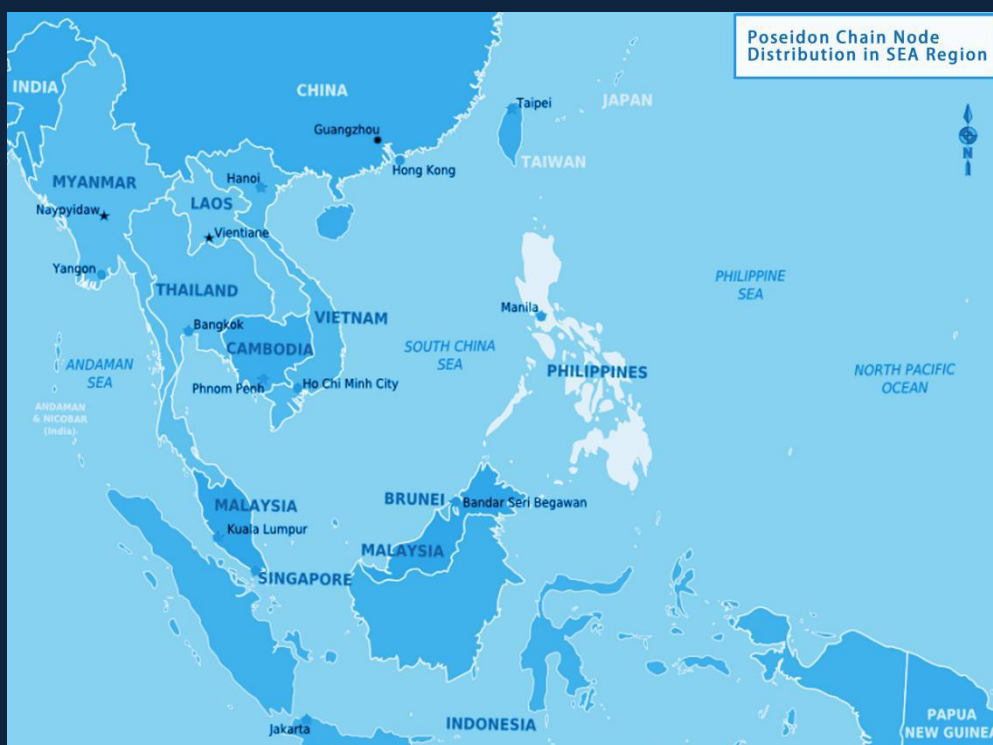 Poseidon Chain Node
Distribution in SEA Region
INDIA
CHINA
Taipei
JAPAN
Guangzhou
Hong Kong
TAIWAN
N
MYANMAR
Hanoi
LAOS
Naypyidaw
Vientiane
Yangon
THAILAND
PHILIPPINE
SEA
Manila
Bangkok
VIETNAM
CAMBODIA
SOUTH CHINA
SEA
ANDAMAN
SEA
PHILIPPINES
NORTH PACIFIC
OCEAN
Phnom Penh
Ho Chi Minh City
ANDAMAN
& NICOBAR
(India)
MALAYSIA
BRUNEI
Bandar Seri Begawan
Kuala Lumpur
MALAYSIA
SINGAPORE
Jakarta
INDONESIA
PAPUA
NEW GUINEA